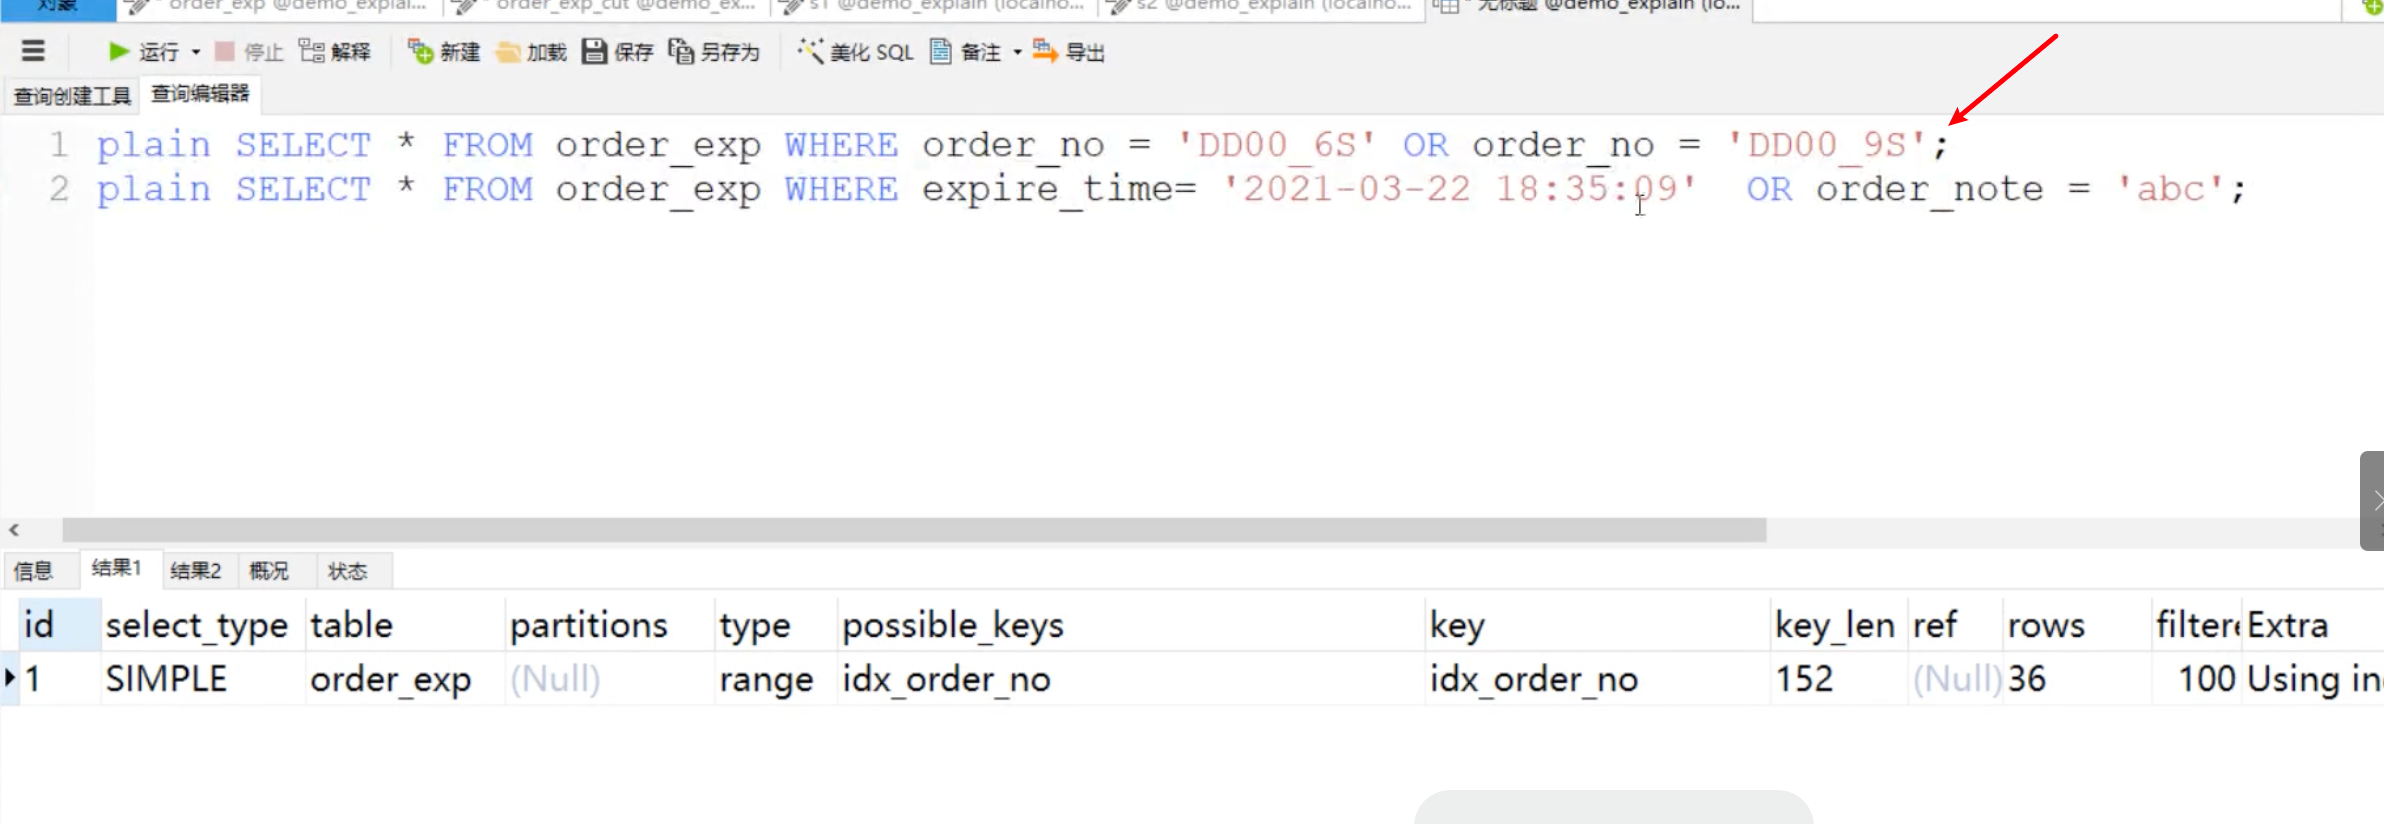 对象 order_exp @demo_explai... order_exp_cut @demo_ex... s1 @demo_explain (localho... s2 @demo_explain (localho... * 无标题 @demo_explain (lo...
运行 停止 解释 新建 加载 保存 另存为 美化 SQL 备注 导出
查询创建工具 查询编辑器
1 plain SELECT * FROM order_exp WHERE order_no = 'DD00_6S' OR order_no = 'DD00_9S';
2 plain SELECT * FROM order_exp WHERE expire_time= '2021-03-22 18:35:09'  OR order_note = 'abc';
信息 结果1 结果2 概况 状态
id select_type table partitions type possible_keys key key_len ref rows filter Extra
1 SIMPLE order_exp (Null) range idx_order_no idx_order_no 152 (Null) 36 100 Using in